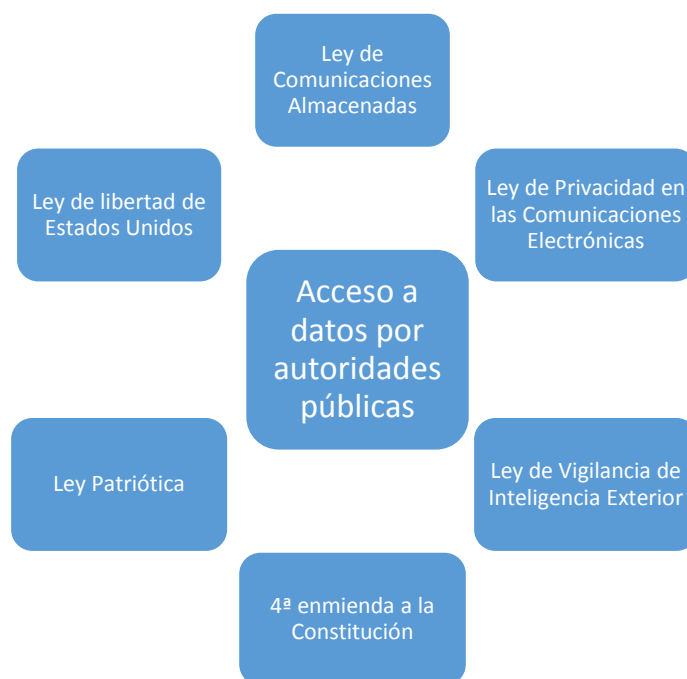 Ley de
Comunicaciones
Almacenadas
Ley de libertad de
Estados Unidos
Ley de Privacidad en
las Comunicaciones
Electrónicas
Acceso a
datos por
autoridades
públicas
Ley Patriótica
Ley de Vigilancia de
Inteligencia Exterior
4ª enmienda a la
Constitución